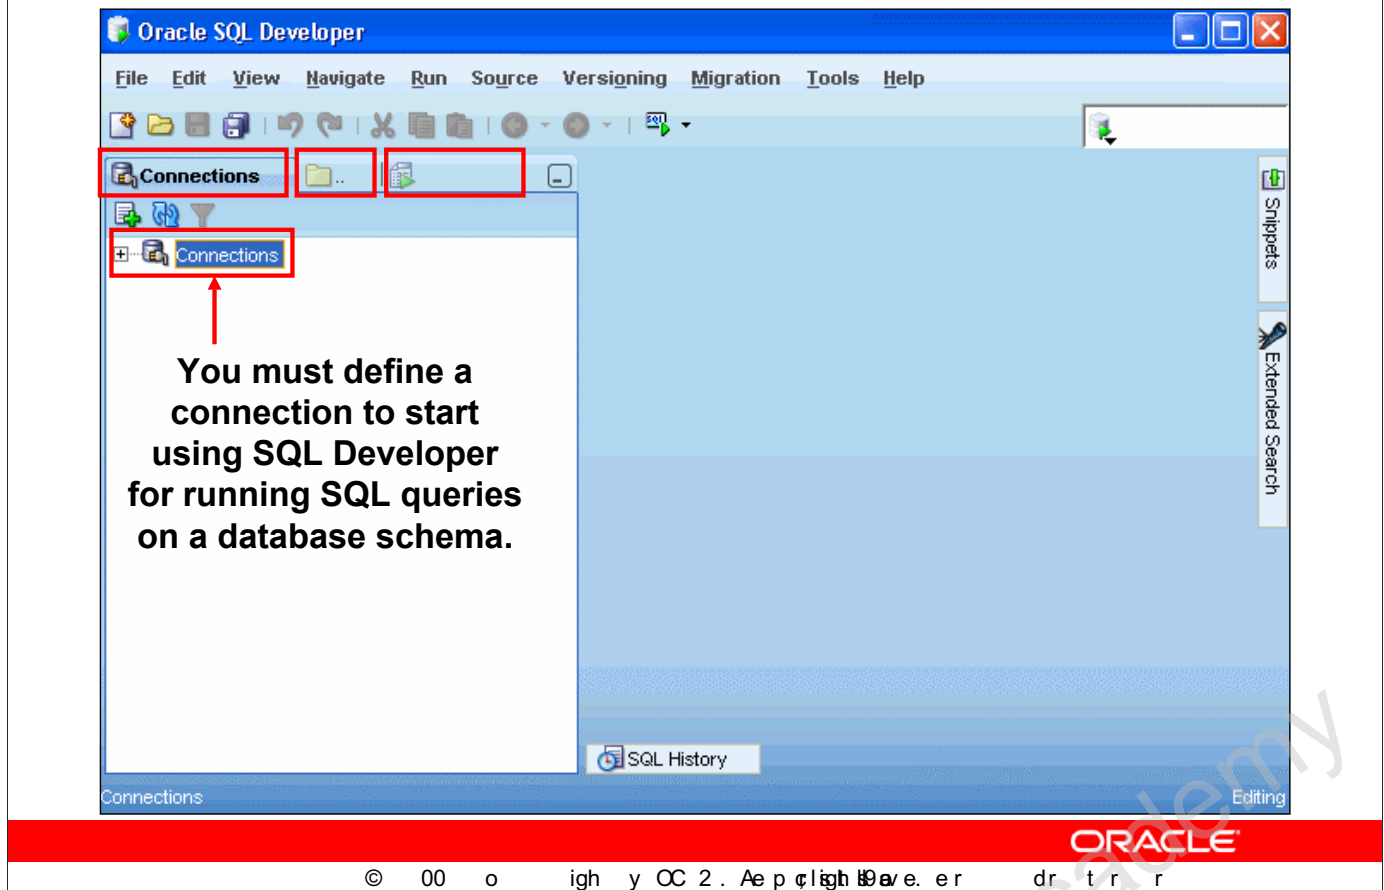 Oracle SQL Developer
File Edit View Navigate Run Source Versioning Migration Tools Help
Connections ..
Connections
You must define a
connection to start
using SQL Developer
for running SQL queries
on a database schema.
Snippets
Extended Search
SQL History
Connections Editing
ORACLE
ademy